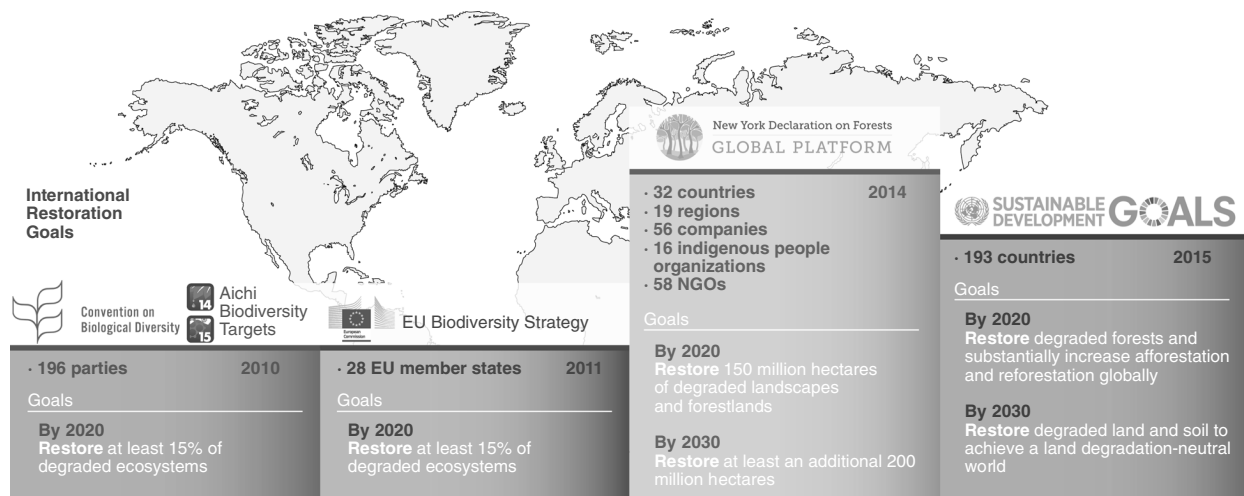 International
Restoration
Goals
Convention on
Biological Diversity
14
15
Aichi
Biodiversity
Targets
· 196 parties 2010
Goals
By 2020
Restore at least 15% of
degraded ecosystems
European
Commission
EU Biodiversity Strategy
· 28 EU member states 2011
Goals
By 2020
Restore at least 15% of
degraded ecosystems
New York Declaration on Forests
GLOBAL PLATFORM
· 32 countries 2014
· 19 regions
· 56 companies
· 16 indigenous people
organizations
· 58 NGOs
Goals
By 2020
Restore 150 million hectares
of degraded landscapes
and forestlands
By 2030
Restore at least an additional 200
million hectares
SUSTAINABLE
DEVELOPMENT GOALS
· 193 countries 2015
Goals
By 2020
Restore degraded forests and
substantially increase afforestation
and reforestation globally
By 2030
Restore degraded land and soil to
achieve a land degradation-neutral
world